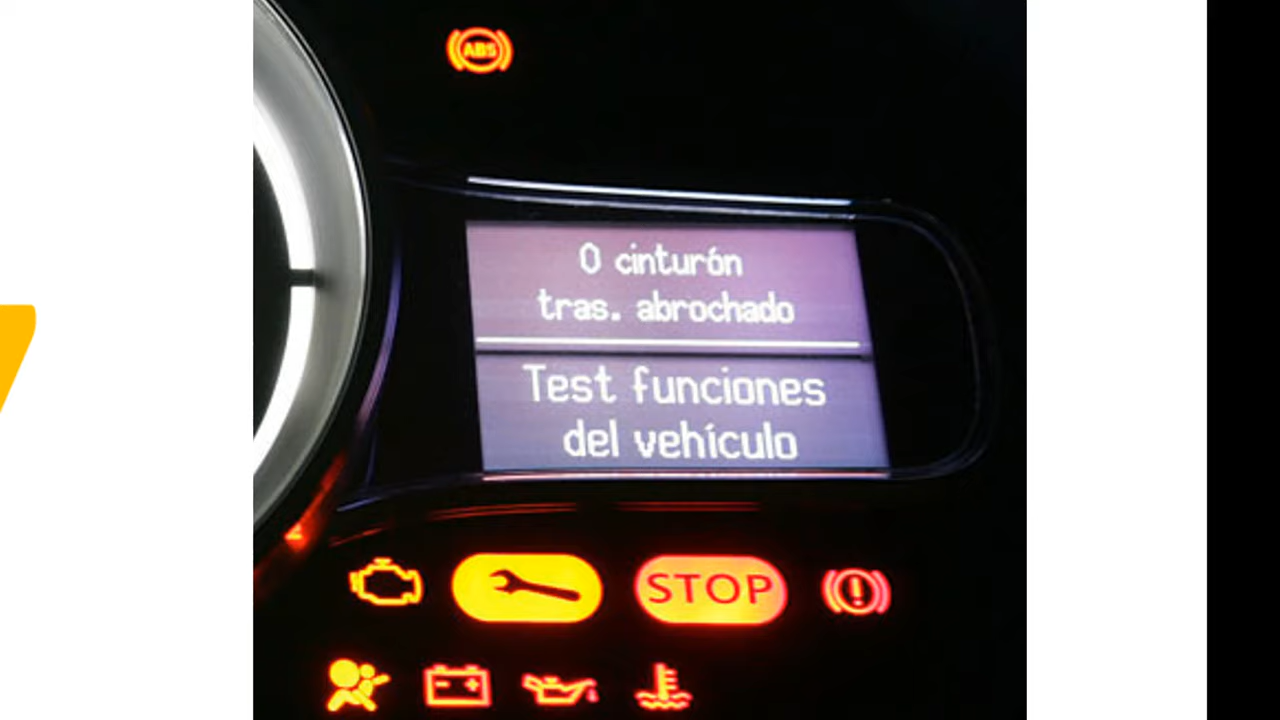 ABS
0 cinturón
tras. abrochado
Test funciones
del vehículo
STOP